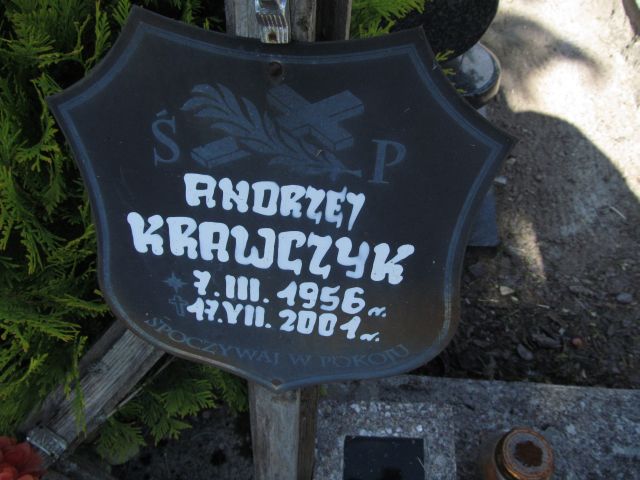 Ś P
ANDRZEJ
KRAWCZYK
7.III.1956 r.
17.VII.2001 r.
SPOCZYWAJ W POKOJU